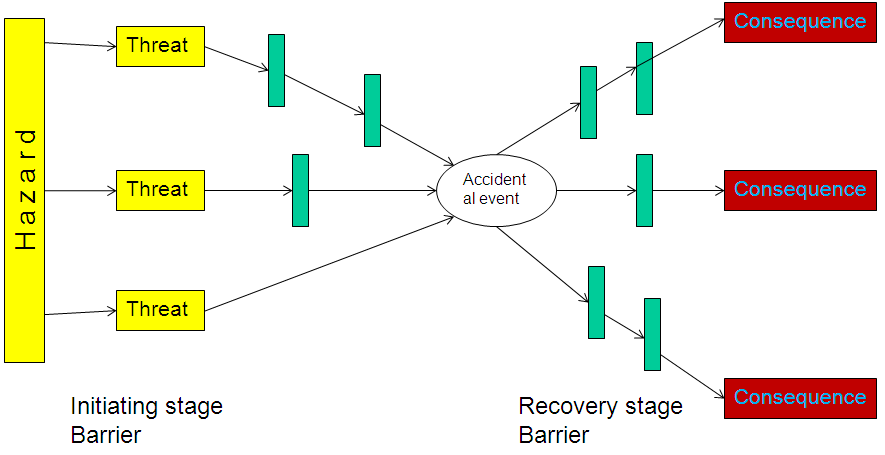 Hazard
Threat
Threat
Threat
Accident
al event
Consequence
Consequence
Consequence
Initiating stage
Barrier
Recovery stage
Barrier